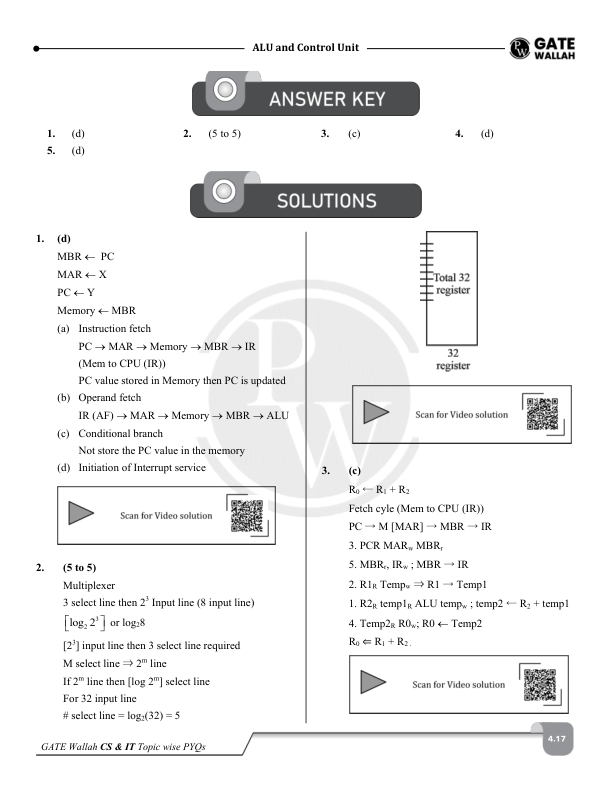 ALU and Control Unit
GATE
WALLAH
ANSWER KEY
1. (d) 2. (5 to 5) 3. (c) 4. (d)
5. (d)
SOLUTIONS
1. (d)
MBR ← PC
MAR ← X
PC ← Y
Memory ← MBR
(a) Instruction fetch
PC → MAR → Memory → MBR → IR
(Mem to CPU (IR))
PC value stored in Memory then PC is updated
(b) Operand fetch
IR (AF) → MAR → Memory → MBR → ALU
(c) Conditional branch
Not store the PC value in the memory
(d) Initiation of Interrupt service
Scan for Video solution
2. (5 to 5)
Multiplexer
3 select line then 2³ Input line (8 input line)
[log₂ 2³] or log₂8
[2³] input line then 3 select line required
M select line ⇒ 2ᵐ line
If 2ᵐ line then [log 2ᵐ] select line
For 32 input line
# select line = log₂(32) = 5
Total 32
register
32
register
Scan for Video solution
3. (c)
R₀ ← R₁ + R₂
Fetch cyle (Mem to CPU (IR))
PC → M [MAR] → MBR → IR
3. PCR MARw MBRr
5. MBRr, IRw ; MBR → IR
2. R1R Tempw ⇒ R1 → Temp1
1. R2R temp1R ALU tempw ; temp2 ← R2 + temp1
4. Temp2R R0w; R0 ← Temp2
R₀ ⇐ R₁ + R₂ .
Scan for Video solution
GATE Wallah CS & IT Topic wise PYQs
4.17